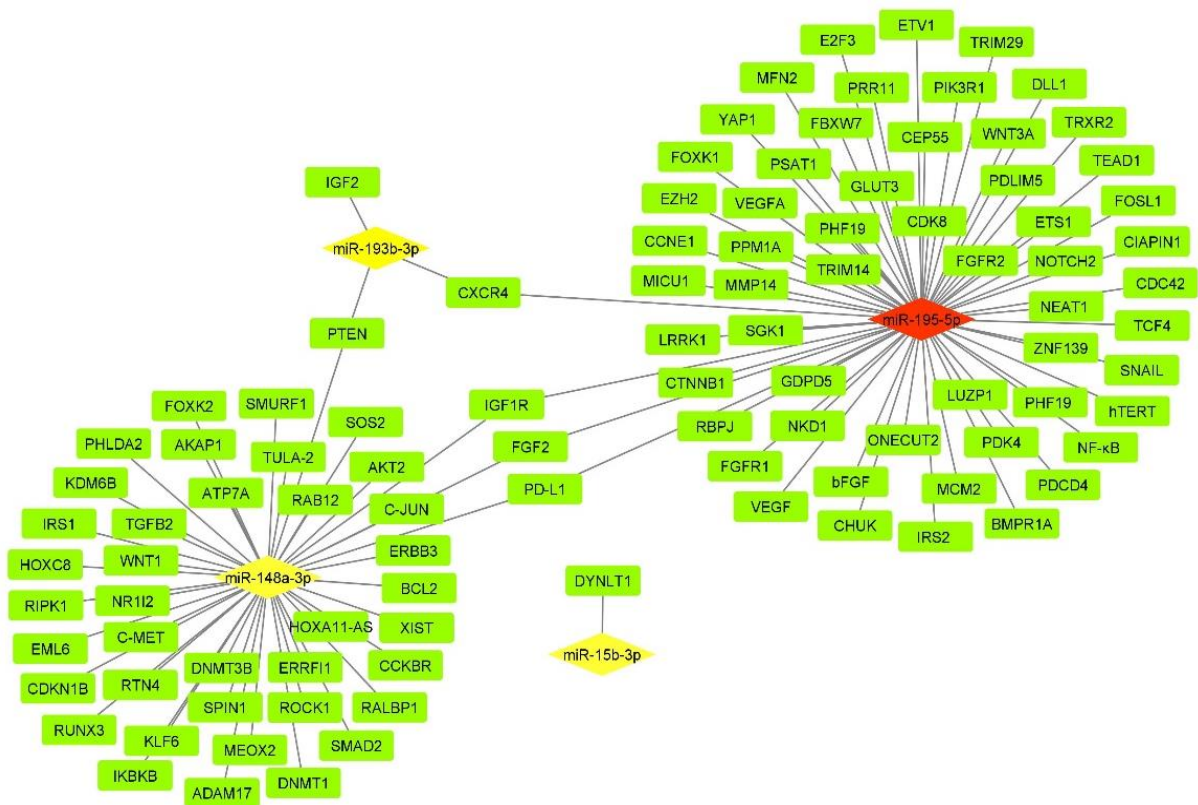 ETV1
E2F3
TRIM29
MFN2
PRR11
PIK3R1
DLL1
YAP1
FBXW7
CEP55
WNT3A
TRXR2
FOXK1
PSAT1
TEAD1
IGF2
GLUT3
PDLIM5
EZH2
VEGFA
FOSL1
CDK8
ETS1
PHF19
miR-193b-3p
CCNE1
PPM1A
CIAPIN1
FGFR2
NOTCH2
TRIM14
MICU1
MMP14
CDC42
CXCR4
NEAT1
miR-195-5p
TCF4
PTEN
LRRK1
SGK1
ZNF139
SNAIL
CTNNB1
GDPD5
LUZP1
FOXK2
SMURF1
IGF1R
PHF19
hTERT
SOS2
RBPJ
NKD1
PHLDA2
AKAP1
ONECUT2
PDK4
NF-κB
TULA-2
FGF2
AKT2
FGFR1
KDM6B
ATP7A
RAB12
PD-L1
bFGF
MCM2
PDCD4
C-JUN
VEGF
IRS1
TGFB2
CHUK
BMPR1A
IRS2
ERBB3
HOXC8
WNT1
miR-148a-3p
DYNLT1
BCL2
RIPK1
NR1I2
HOXA11-AS
XIST
C-MET
EML6
miR-15b-3p
DNMT3B
ERRFI1
CCKBR
CDKN1B
RTN4
SPIN1
ROCK1
RALBP1
RUNX3
KLF6
MEOX2
SMAD2
IKBKB
DNMT1
ADAM17